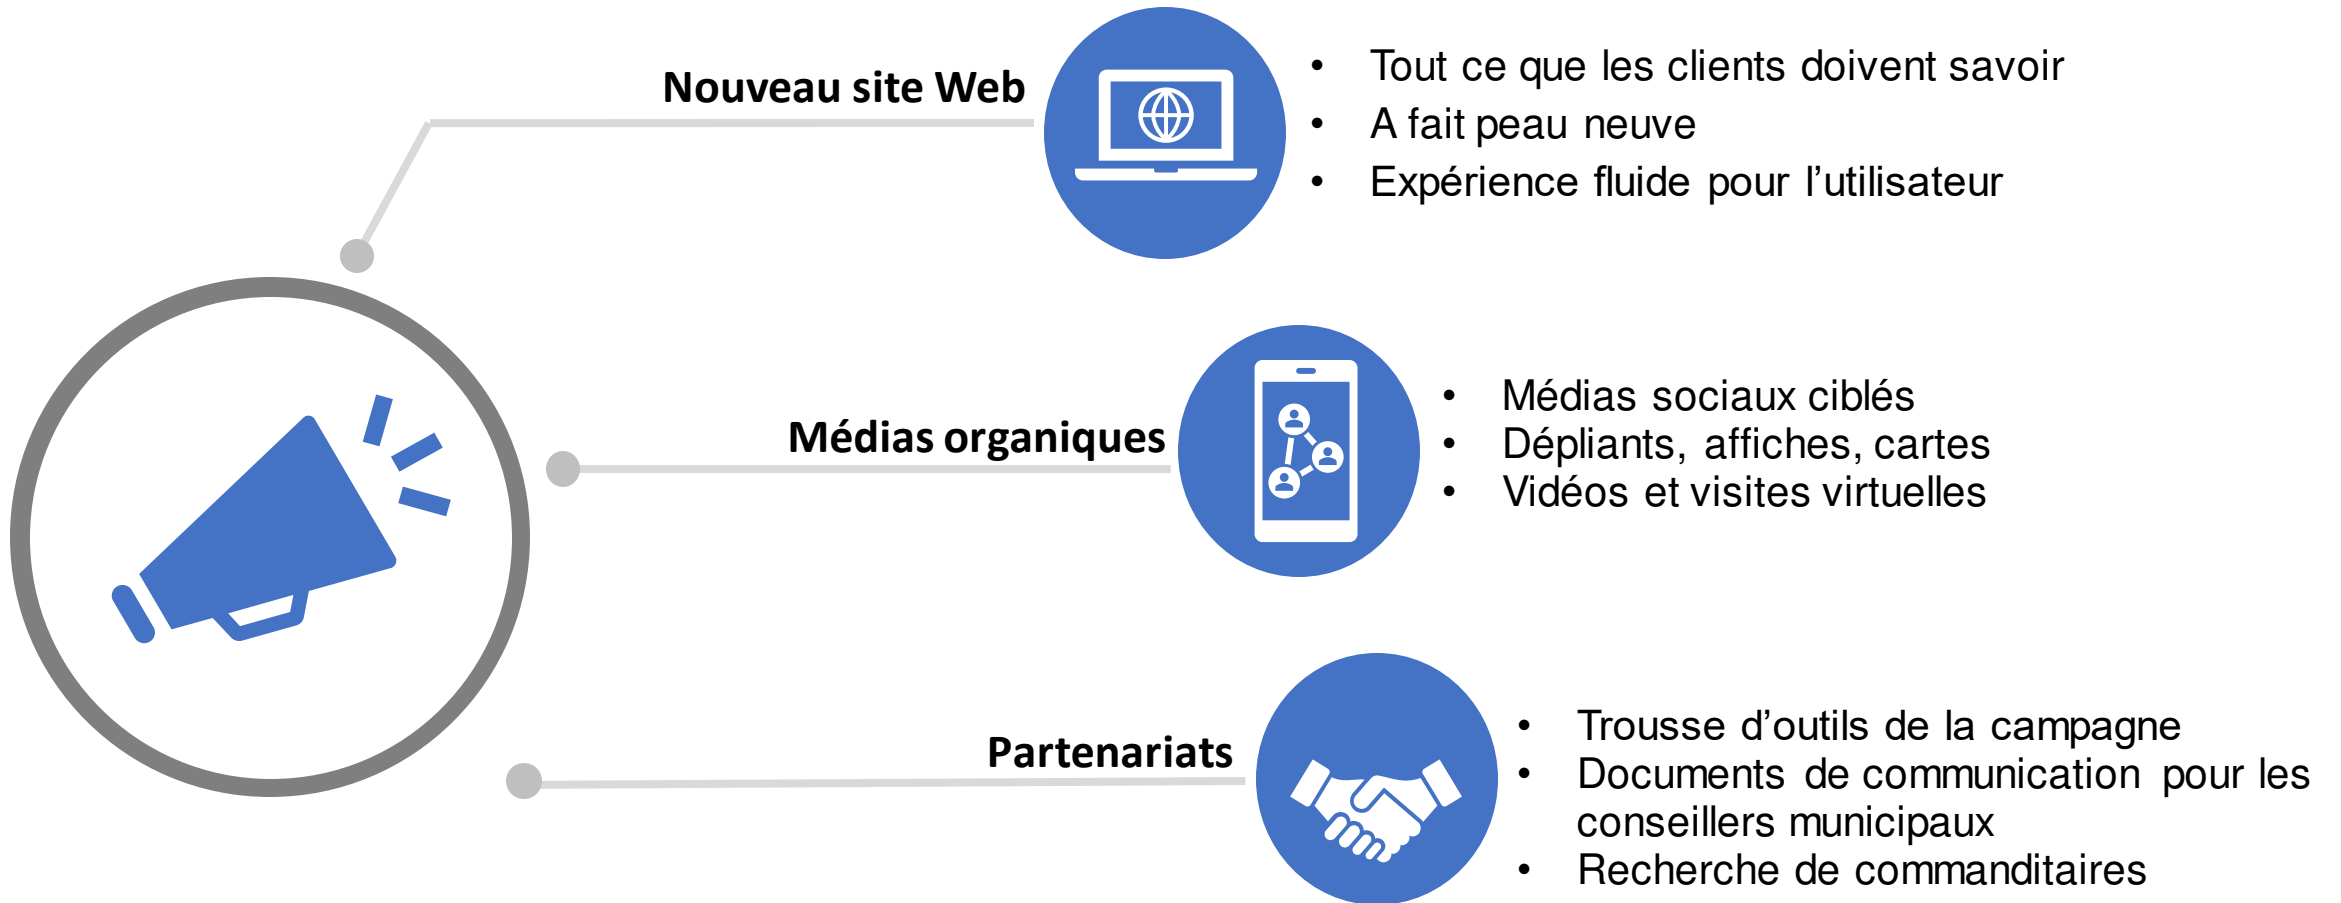 Nouveau site Web
• Tout ce que les clients doivent savoir
• A fait peau neuve
• Expérience fluide pour l’utilisateur
Médias organiques
• Médias sociaux ciblés
• Dépliants, affiches, cartes
• Vidéos et visites virtuelles
Partenariats
• Trousse d’outils de la campagne
• Documents de communication pour les
conseillers municipaux
• Recherche de commanditaires